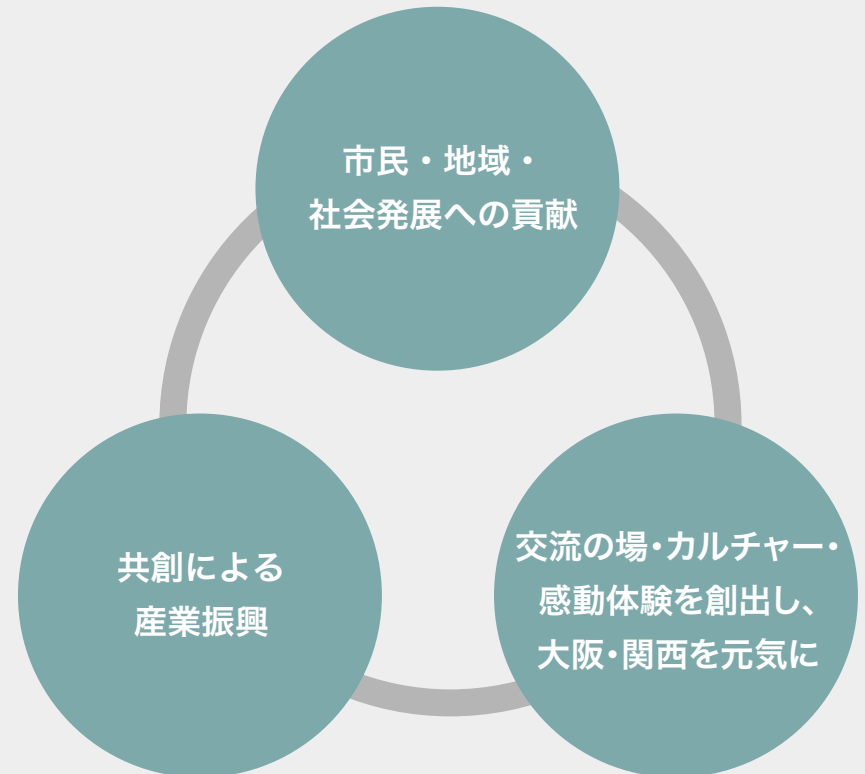 市民・地域・
社会発展への貢献
共創による
産業振興
交流の場・カルチャー・
感動体験を創出し、
大阪・関西を元気に